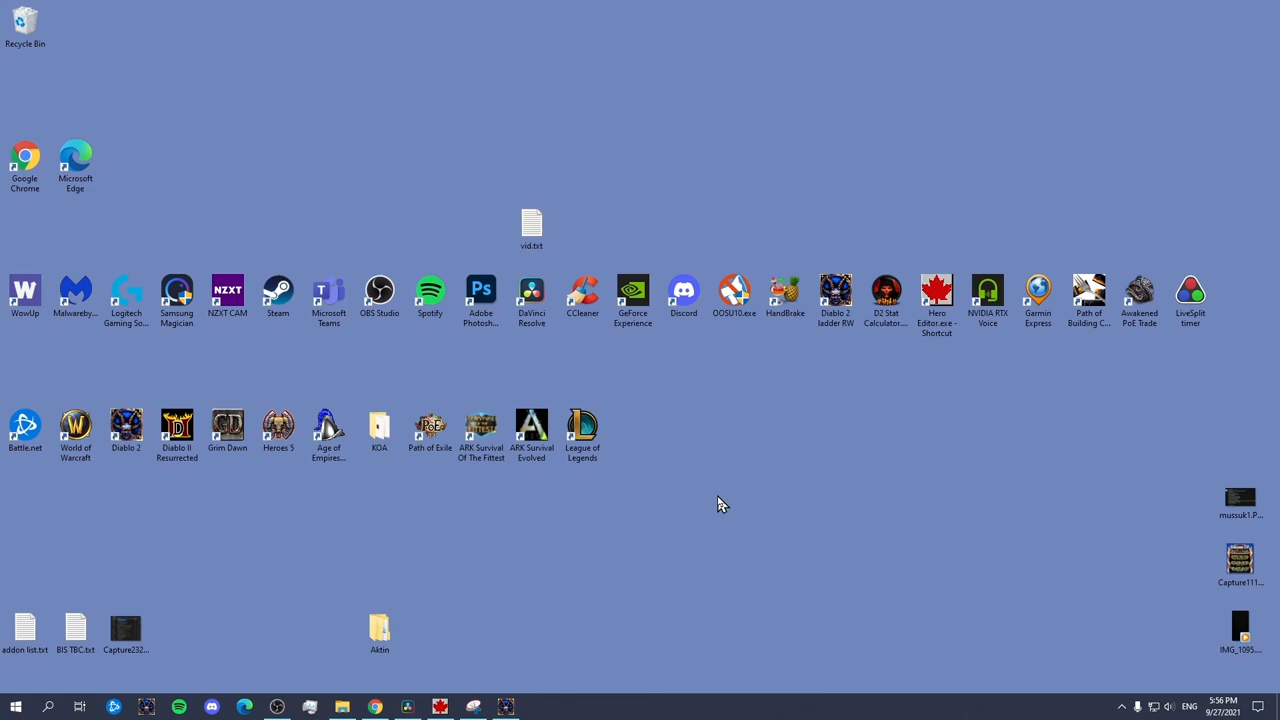 Recycle Bin
Google
Chrome
Microsoft
Edge
vid.txt
W
WowUp
Malwareby...
Logitech
Gaming So...
Samsung
Magician
NZXT
NZXT CAM
Steam
T
Microsoft
Teams
OBS Studio
Spotify
Ps
Adobe
Photosh...
DaVinci
Resolve
CCleaner
GeForce
Experience
Discord
OOSU10.exe
HandBrake
Diablo 2
ladder RW
D2 Stat
Calculator....
Hero
Editor.exe -
Shortcut
NVIDIA RTX
Voice
Garmin
Express
Path of
Building C...
Awakened
PoE Trade
LiveSplit
timer
Battle.net
W
World of
Warcraft
Diablo 2
Diablo II
Resurrected
GD
Grim Dawn
Heroes 5
Age of
Empires...
KOA
PoE
Path of Exile
ARK Survival
Of The Fittest
ARK Survival
Evolved
League of
Legends
mussuk1.P...
Capture111...
IMG_1095....
addon list.txt
BIS TBC.txt
Capture232...
Aktin
ENG
5:56 PM
9/27/2021